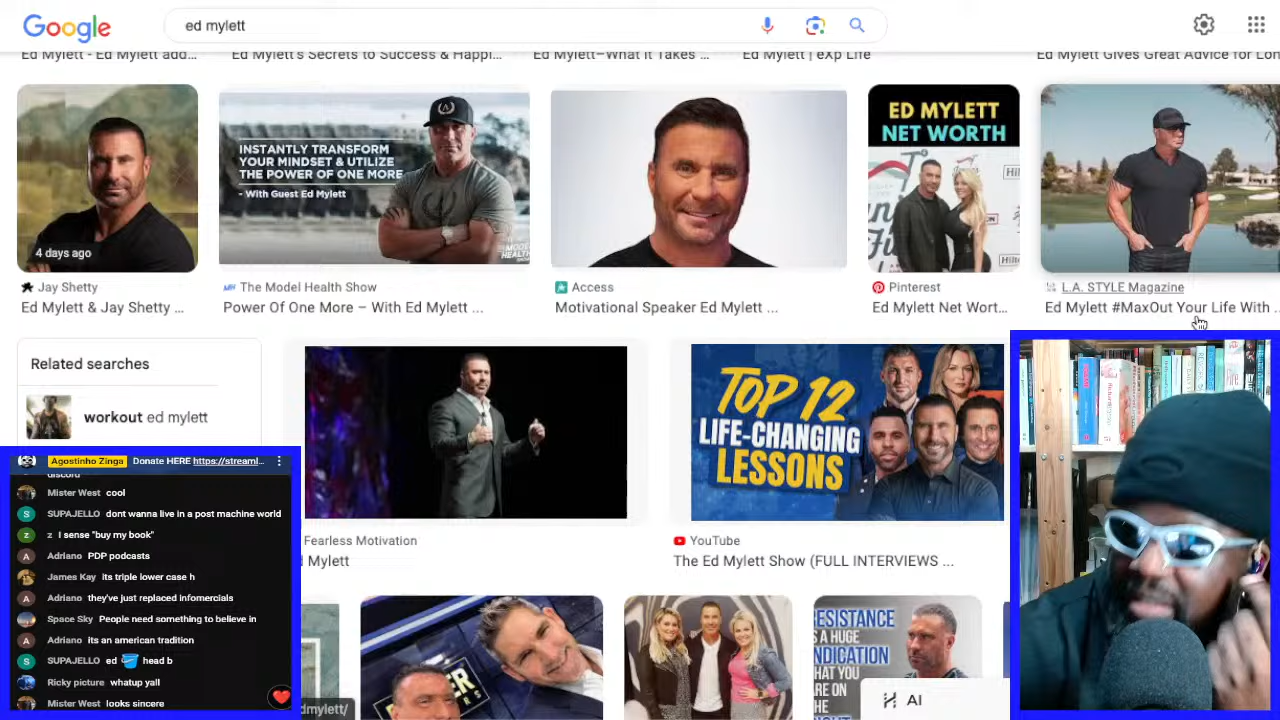 Google
ed mylett
Ed Mylett - Ed Mylett add...
Ed Mylett's Secrets to Success & Happi...
Ed Mylett–What it Takes ...
Ed Mylett | eXp Life
Ed Mylett Gives Great Advice for Lon
4 days ago
INSTANTLY TRANSFORM
YOUR MINDSET & UTILIZE
THE POWER OF ONE MORE
- With Guest Ed Mylett
THE MODEL HEALTH SHOW
ED MYLETT
NET WORTH
Jay Shetty
Ed Mylett & Jay Shetty ...
The Model Health Show
Power Of One More – With Ed Mylett ...
Access
Motivational Speaker Ed Mylett ...
Pinterest
Ed Mylett Net Wort...
L.A. STYLE Magazine
Ed Mylett #MaxOut Your Life With ...
Related searches
workout ed mylett
TOP 12
LIFE-CHANGING
LESSONS
Fearless Motivation
YouTube
The Ed Mylett Show (FULL INTERVIEWS ...
Agostinho Zinga Donate HERE https://streaml...
discord
Mister West cool
SUPAJELLO dont wanna live in a post machine world
z I sense "buy my book"
Adriano PDP podcasts
James Kay its triple lower case h
Adriano they've just replaced infomercials
Space Sky People need something to believe in
Adriano its an american tradition
SUPAJELLO ed head b
Ricky picture whatup yall
Mister West looks sincere
dmylett/
AI